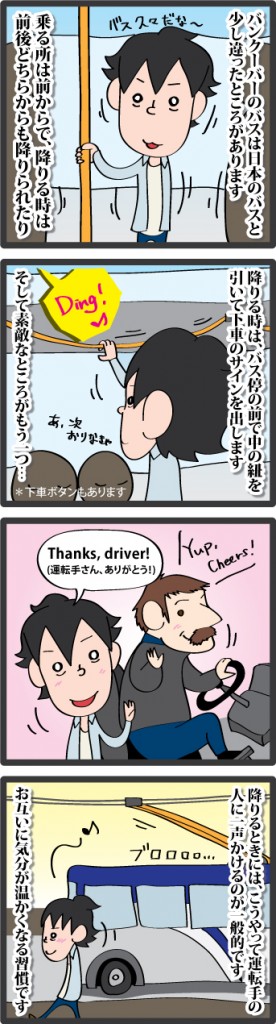 バンクーバーのバスは日本のバスと
少し違ったところがあります
バス久々だな〜
乗る所は前からで、降りる時は
前後どちらからも降りられたり
降りる時は、バス停の前で中の紐を
引いて下車のサインを出します
Ding!
あ、次
おりなきゃ
そして素敵なところがもう一つ…
＊下車ボタンもあります
Thanks, driver!
(運転手さん、ありがとう!)
Yup,
Cheers!
降りるときには、こうやって運転手の
人に一声かけるのが一般的です
ブロロロ…
お互いに気分が温かくなる習慣です